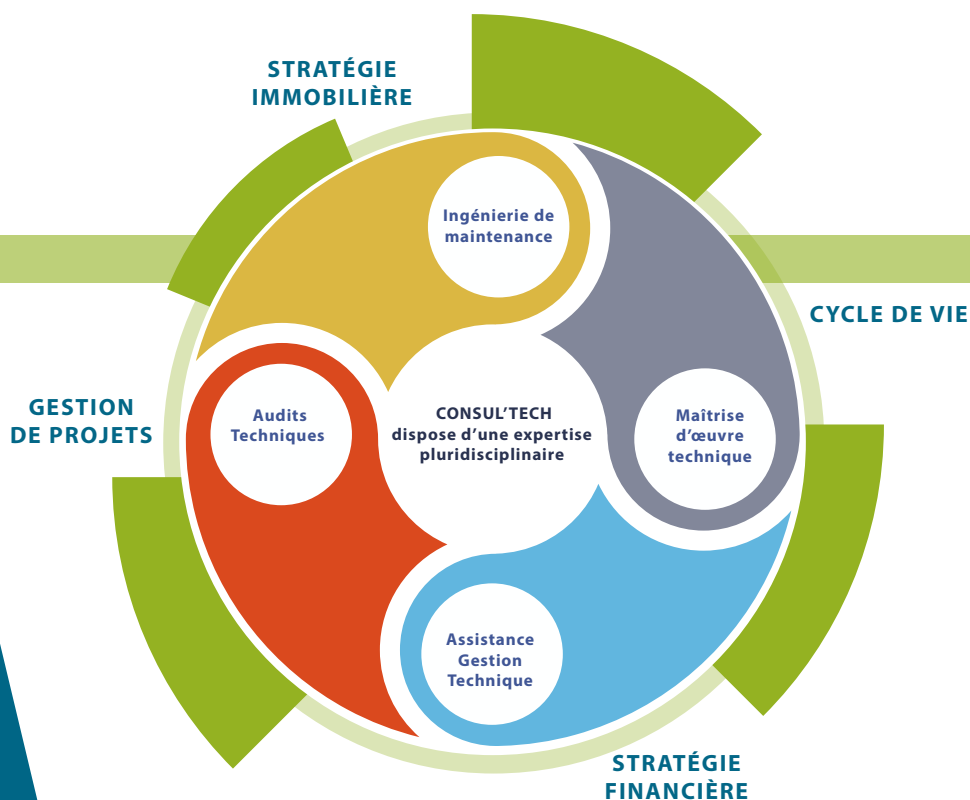 STRATÉGIE
IMMOBILIÈRE
Ingénierie de
maintenance
CYCLE DE VIE
GESTION
DE PROJETS
Audits
Techniques
CONSUL’TECH
dispose d’une expertise
pluridisciplinaire
Maîtrise
d’œuvre
technique
Assistance
Gestion
Technique
STRATÉGIE
FINANCIÈRE